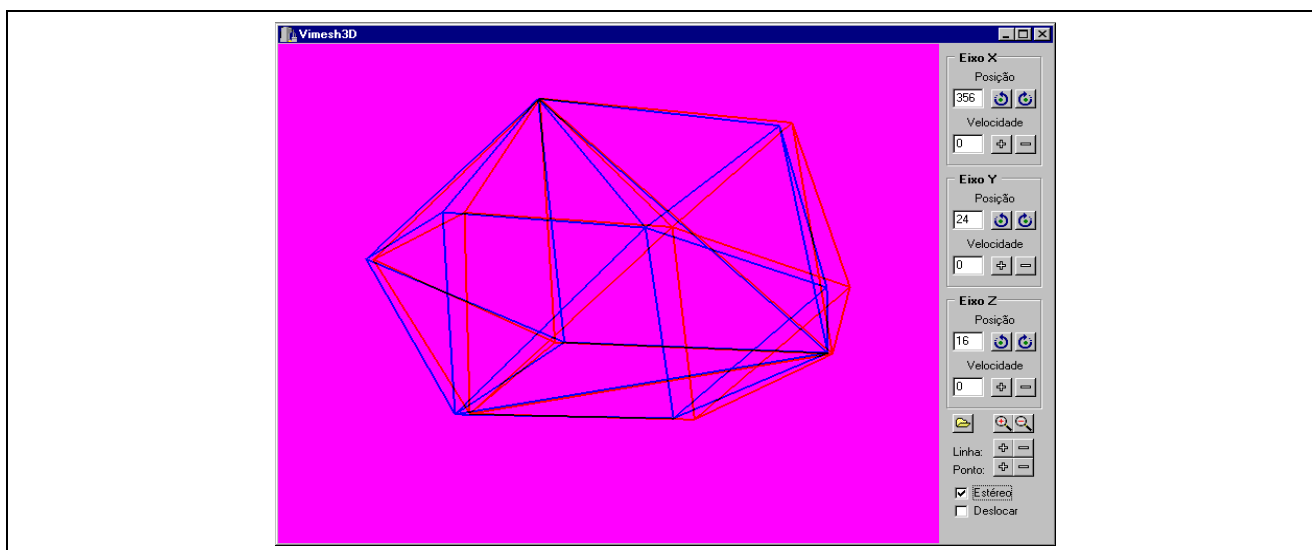 Vimesh3D
Eixo X
Posição
356
Velocidade
0
Eixo Y
Posição
24
Velocidade
0
Eixo Z
Posição
16
Velocidade
0
Linha:
Ponto:
Estéreo
Deslocar